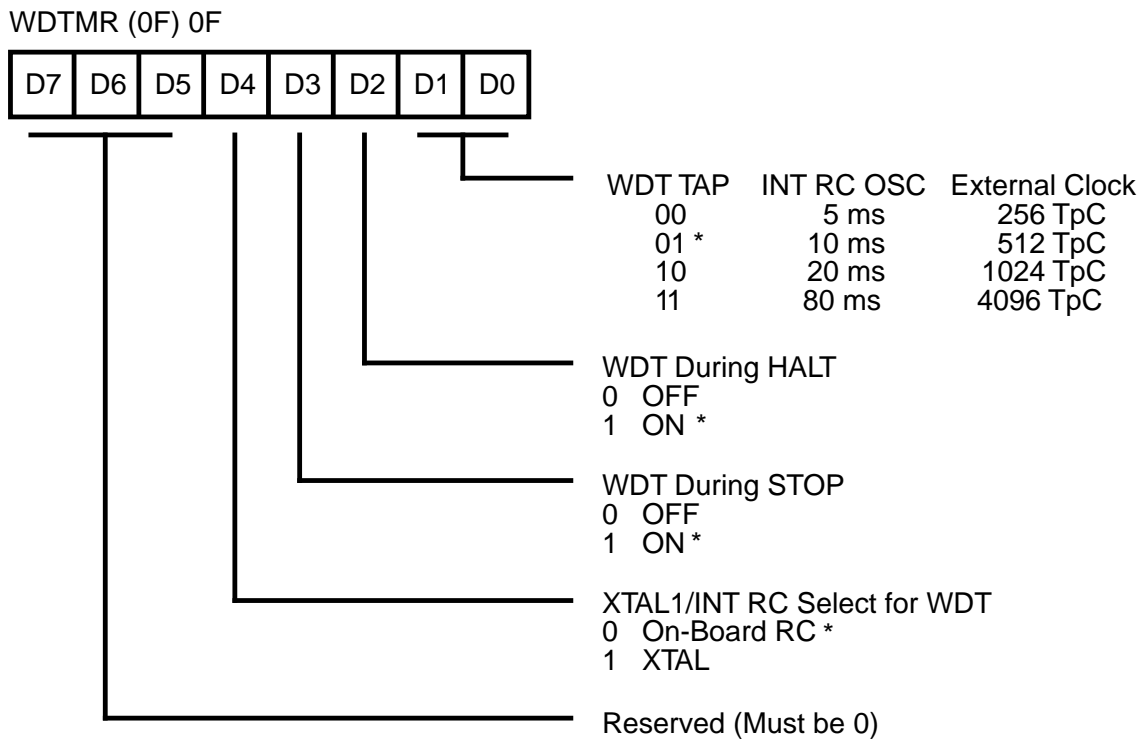 WDTMR (0F) 0F
D7 D6 D5 D4 D3 D2 D1 D0
WDT TAP INT RC OSC External Clock
00 5 ms 256 TpC
01 * 10 ms 512 TpC
10 20 ms 1024 TpC
11 80 ms 4096 TpC
WDT During HALT
0 OFF
1 ON *
WDT During STOP
0 OFF
1 ON *
XTAL1/INT RC Select for WDT
0 On-Board RC *
1 XTAL
Reserved (Must be 0)